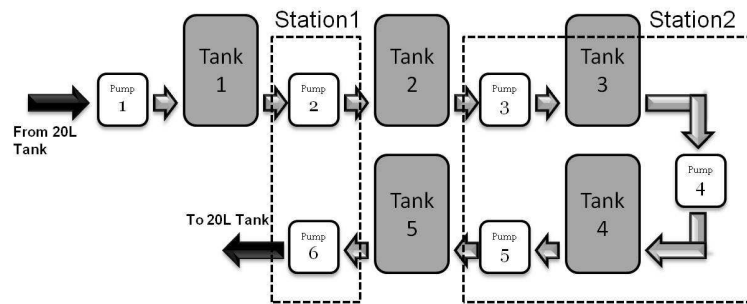 Station1
Station2
Tank
1
Tank
2
Tank
3
Pump
1
Pump
2
Pump
3
From 20L
Tank
Pump
4
Tank
5
Tank
4
To 20L Tank
Pump
6
Pump
5